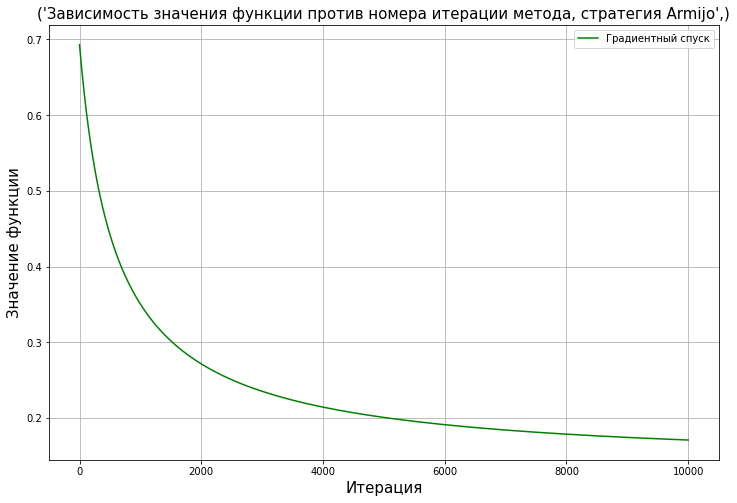 ('Зависимость значения функции против номера итерации метода, стратегия Armijo',)
Градиентный спуск
Значение функции
0.7
0.6
0.5
0.4
0.3
0.2
0 2000 4000 6000 8000 10000
Итерация